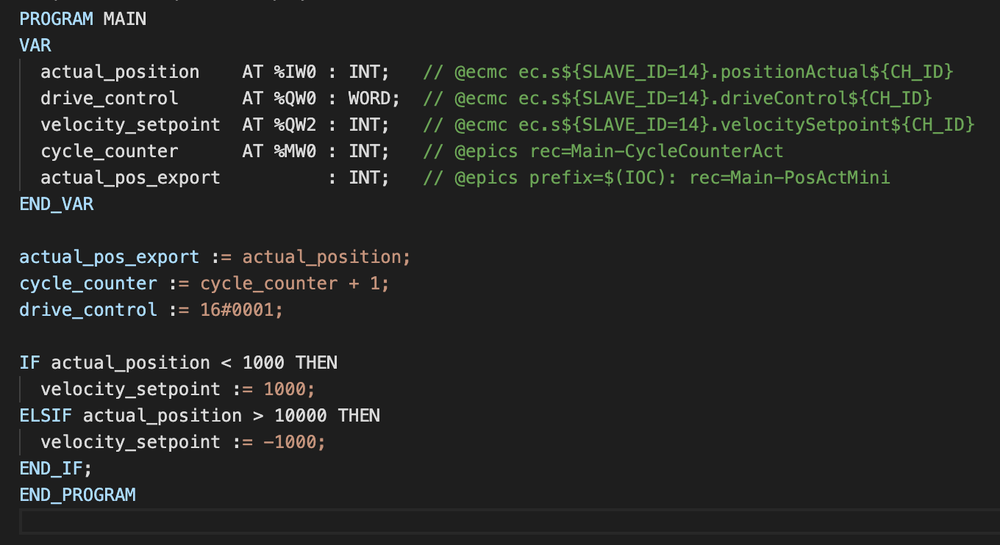 PROGRAM MAIN
VAR
  actual_position    AT %IW0 : INT;   // @ecmc ec.s${SLAVE_ID=14}.positionActual${CH_ID}
  drive_control      AT %QW0 : WORD;  // @ecmc ec.s${SLAVE_ID=14}.driveControl${CH_ID}
  velocity_setpoint  AT %QW2 : INT;   // @ecmc ec.s${SLAVE_ID=14}.velocitySetpoint${CH_ID}
  cycle_counter      AT %MW0 : INT;   // @epics rec=Main-CycleCounterAct
  actual_pos_export          : INT;   // @epics prefix=$(IOC): rec=Main-PosActMini
END_VAR

actual_pos_export := actual_position;
cycle_counter := cycle_counter + 1;
drive_control := 16#0001;

IF actual_position < 1000 THEN
  velocity_setpoint := 1000;
ELSIF actual_position > 10000 THEN
  velocity_setpoint := -1000;
END_IF;
END_PROGRAM